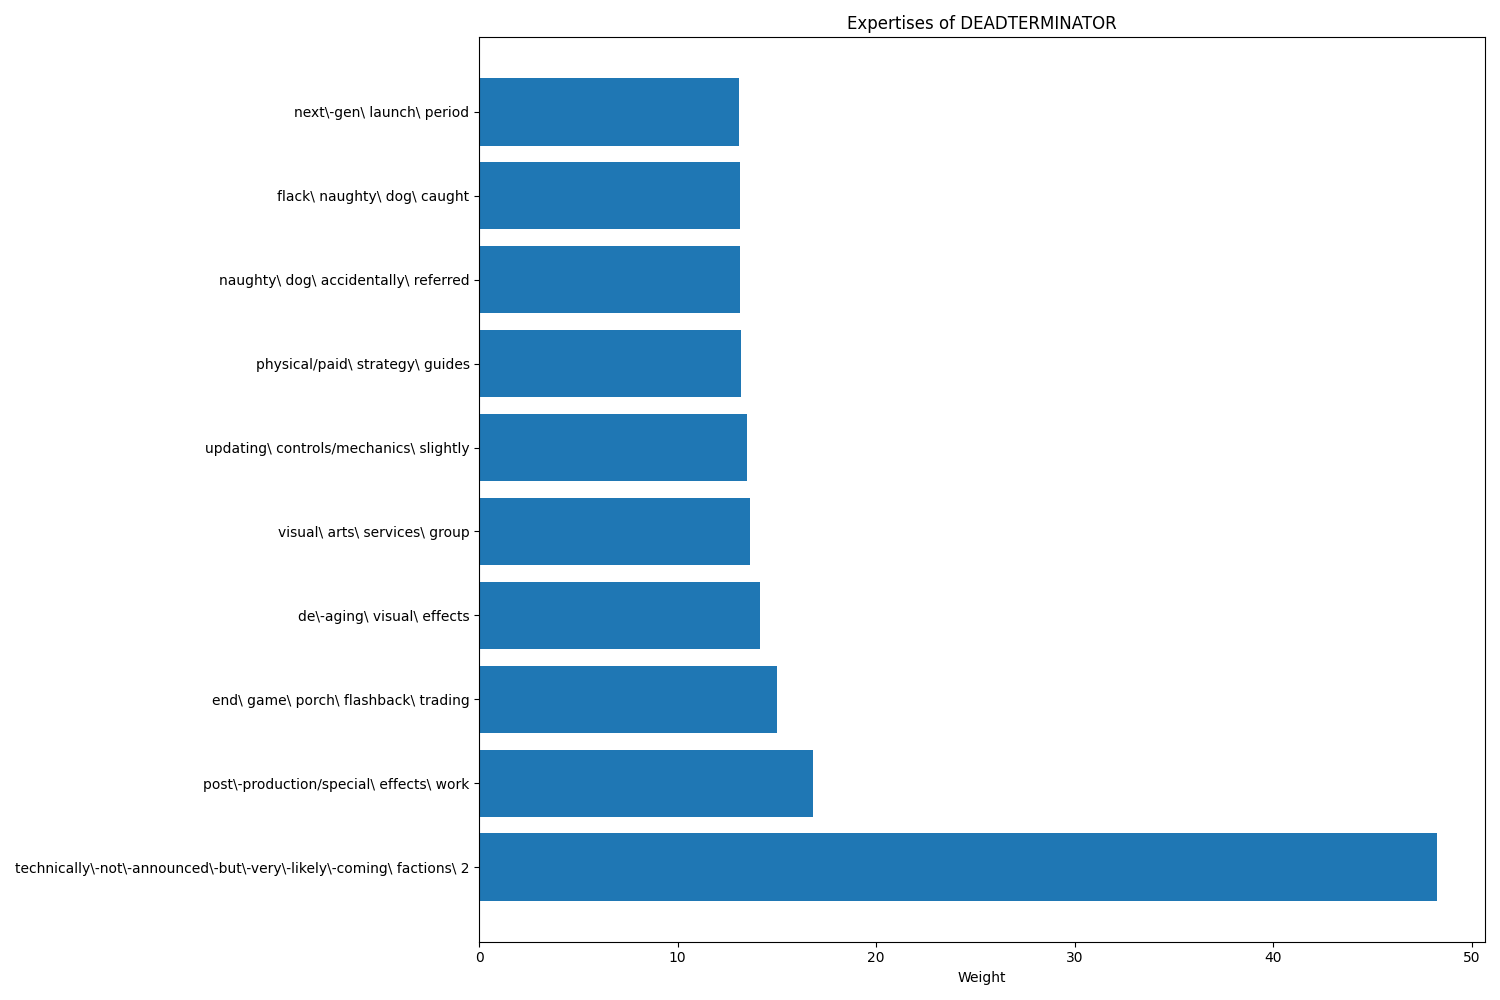 Expertises of DEADTERMINATOR
next\-gen\ launch\ period
flack\ naughty\ dog\ caught
naughty\ dog\ accidentally\ referred
physical/paid\ strategy\ guides
updating\ controls/mechanics\ slightly
visual\ arts\ services\ group
de\-aging\ visual\ effects
end\ game\ porch\ flashback\ trading
post\-production/special\ effects\ work
technically\-not\-announced\-but\-very\-likely\-coming\ factions\ 2
0 10 20 30 40 50
Weight